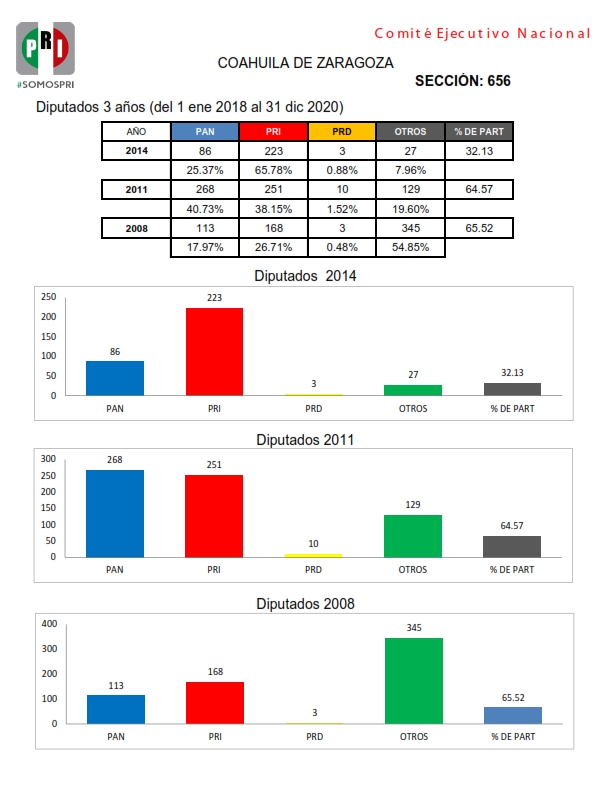 PRI
#SOMOSPRI
Comité Ejecutivo Nacional
COAHUILA DE ZARAGOZA
SECCIÓN: 656
Diputados 3 años (del 1 ene 2018 al 31 dic 2020)
AÑO PAN PRI PRD OTROS % DE PART
2014 86 223 3 27 32.13
25.37% 65.78% 0.88% 7.96%
2011 268 251 10 129 64.57
40.73% 38.15% 1.52% 19.60%
2008 113 168 3 345 65.52
17.97% 26.71% 0.48% 54.85%
Diputados 2014
250
200
150
100
50
0
86 223 3 27 32.13
PAN PRI PRD OTROS % DE PART
Diputados 2011
300
250
200
150
100
50
0
268 251 10 129 64.57
PAN PRI PRD OTROS % DE PART
Diputados 2008
400
300
200
100
0
113 168 3 345 65.52
PAN PRI PRD OTROS % DE PART